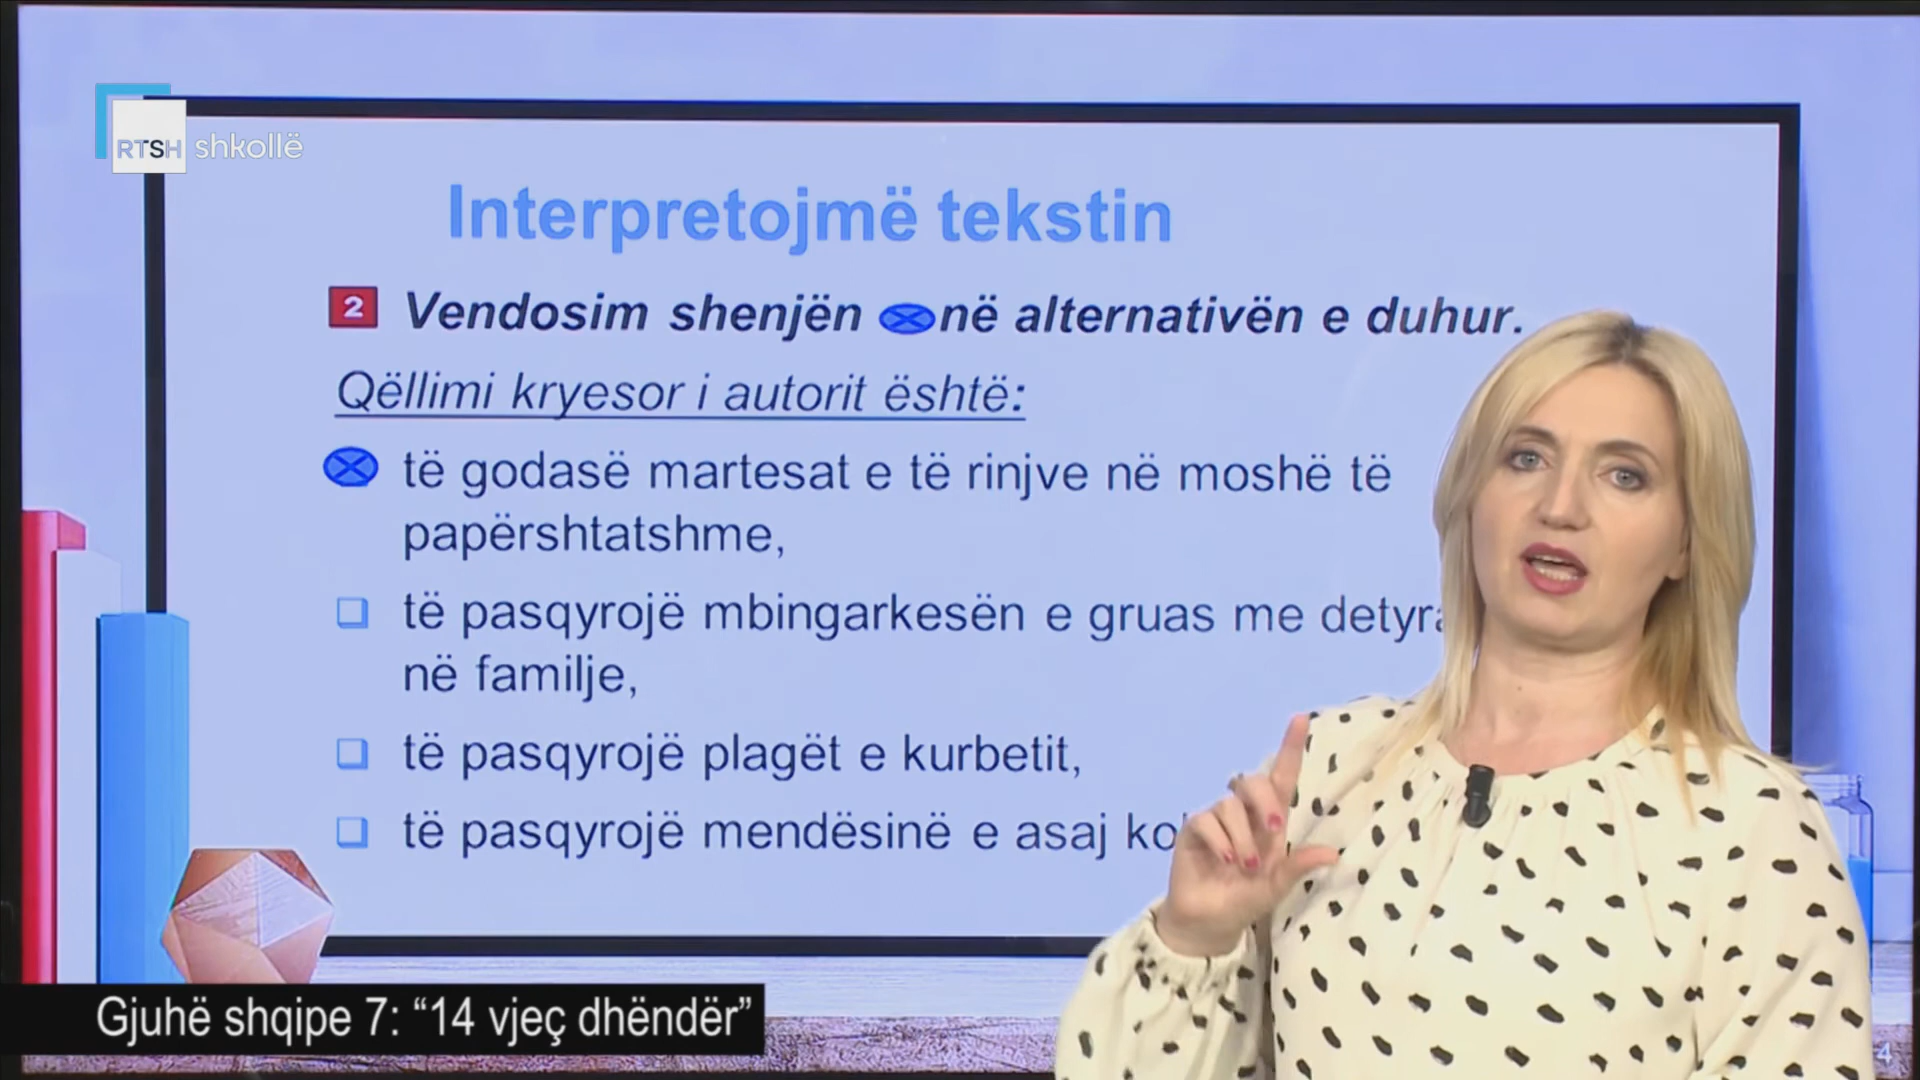 RTSH shkollë
Interpretojmë tekstin
2 Vendosim shenjën në alternativën e duhur.
Qëllimi kryesor i autorit është:
të godasë martesat e të rinjve në moshë të
papërshtatshme,
të pasqyrojë mbingarkesën e gruas me
në familje,
të pasqyrojë plagët e kurbetit,
të pasqyrojë mendësinë e asaj
Gjuhë shqipe 7: “14 vjeç dhëndër”
4